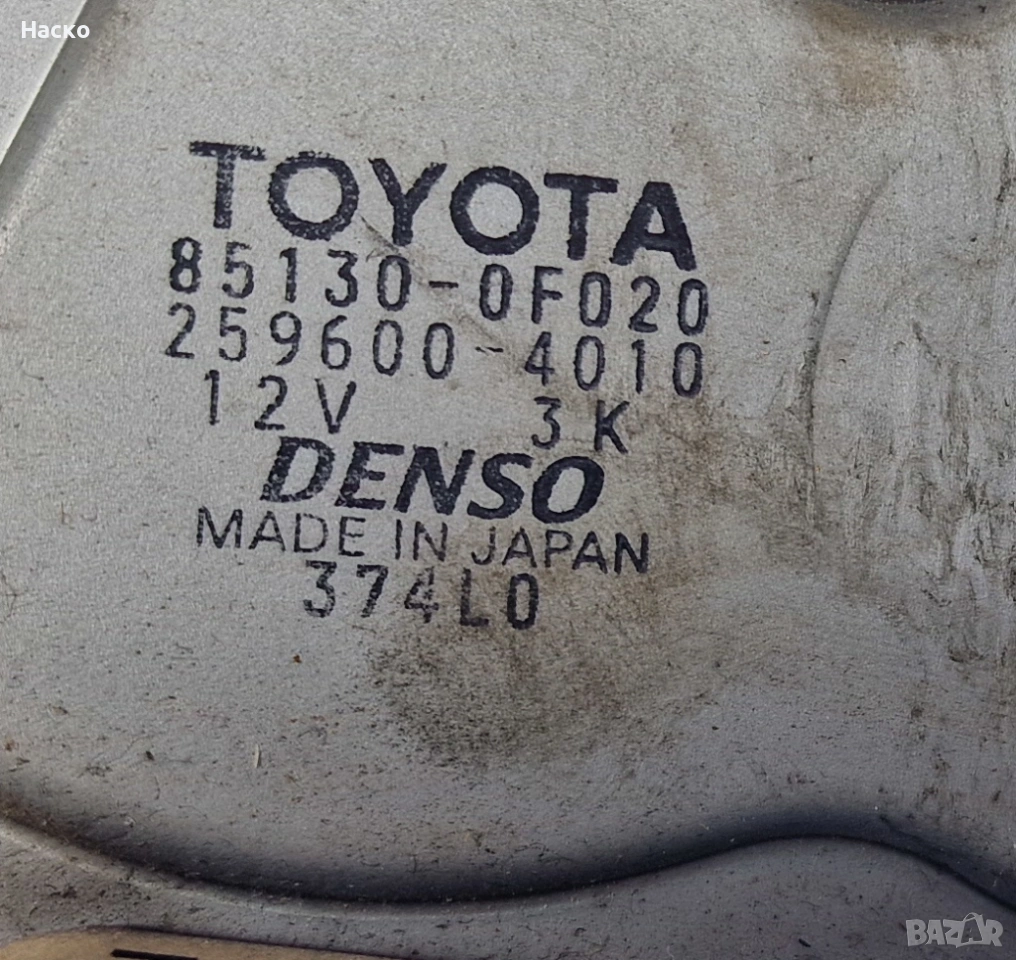 Наско
TOYOTA
85130-0F020
259600-4010
12V 3K
DENSO
MADE IN JAPAN
374L0
BAZAR